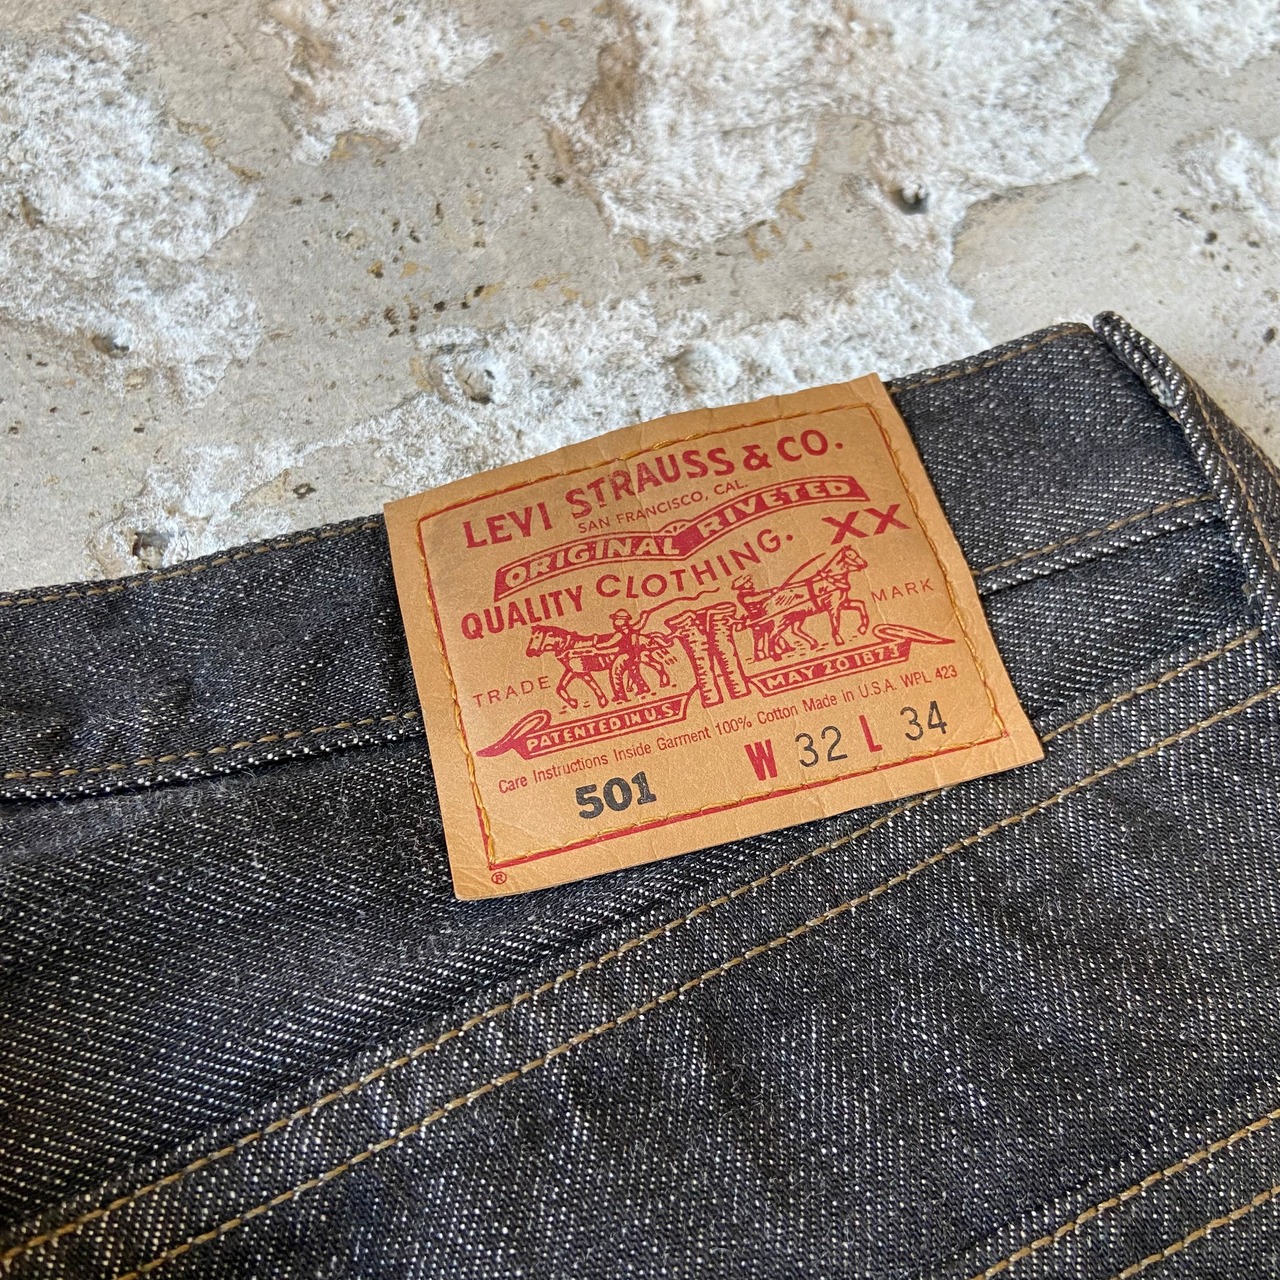 LEVI STRAUSS & CO.
SAN FRANCISCO, CAL.
ORIGINAL RIVETED
QUALITY CLOTHING. XX
TRADE MARK
PATENTED IN U.S. MAY 20 1873
Care Instructions Inside Garment 100% Cotton Made in U.S.A. WPL 423
501 W 32 L 34
®